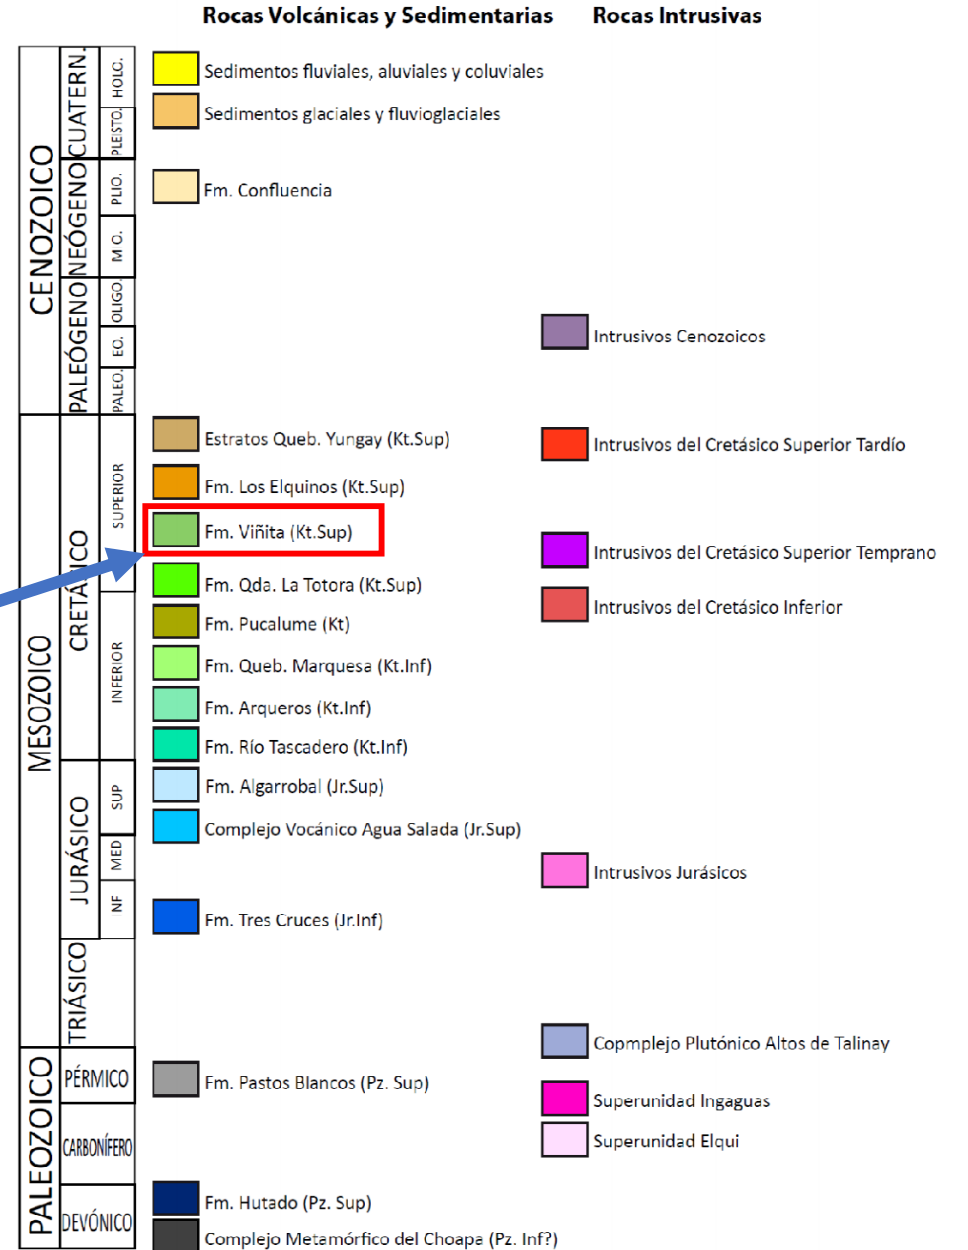 Rocas Volcánicas y Sedimentarias
Rocas Intrusivas
CENOZOICO
CUATERN.
HOLC.
Sedimentos fluviales, aluviales y coluviales
PLEISTO.
Sedimentos glaciales y fluvioglaciales
NEÓGENO
PLIO.
Fm. Confluencia
M O.
PALEÓGENO
OLIGO.
EO.
Intrusivos Cenozoicos
PALEO.
MESOZOICO
CRETÁCICO
SUPERIOR
Estratos Queb. Yungay (Kt.Sup)
Intrusivos del Cretásico Superior Tardío
Fm. Los Elquinos (Kt.Sup)
Fm. Viñita (Kt.Sup)
Intrusivos del Cretásico Superior Temprano
Fm. Qda. La Totora (Kt.Sup)
Intrusivos del Cretásico Inferior
INFERIOR
Fm. Pucalume (Kt)
Fm. Queb. Marquesa (Kt.Inf)
Fm. Arqueros (Kt.Inf)
Fm. Río Tascadero (Kt.Inf)
JURÁSICO
SUP
Fm. Algarrobal (Jr.Sup)
Complejo Vocánico Agua Salada (Jr.Sup)
MED
Intrusivos Jurásicos
NF
Fm. Tres Cruces (Jr.Inf)
TRIÁSICO
Copmplejo Plutónico Altos de Talinay
PALEOZOICO
PÉRMICO
Fm. Pastos Blancos (Pz. Sup)
Superunidad Ingaguas
CARBONÍFERO
Superunidad Elqui
DEVÓNICO
Fm. Hutado (Pz. Sup)
Complejo Metamórfico del Choapa (Pz. Inf?)